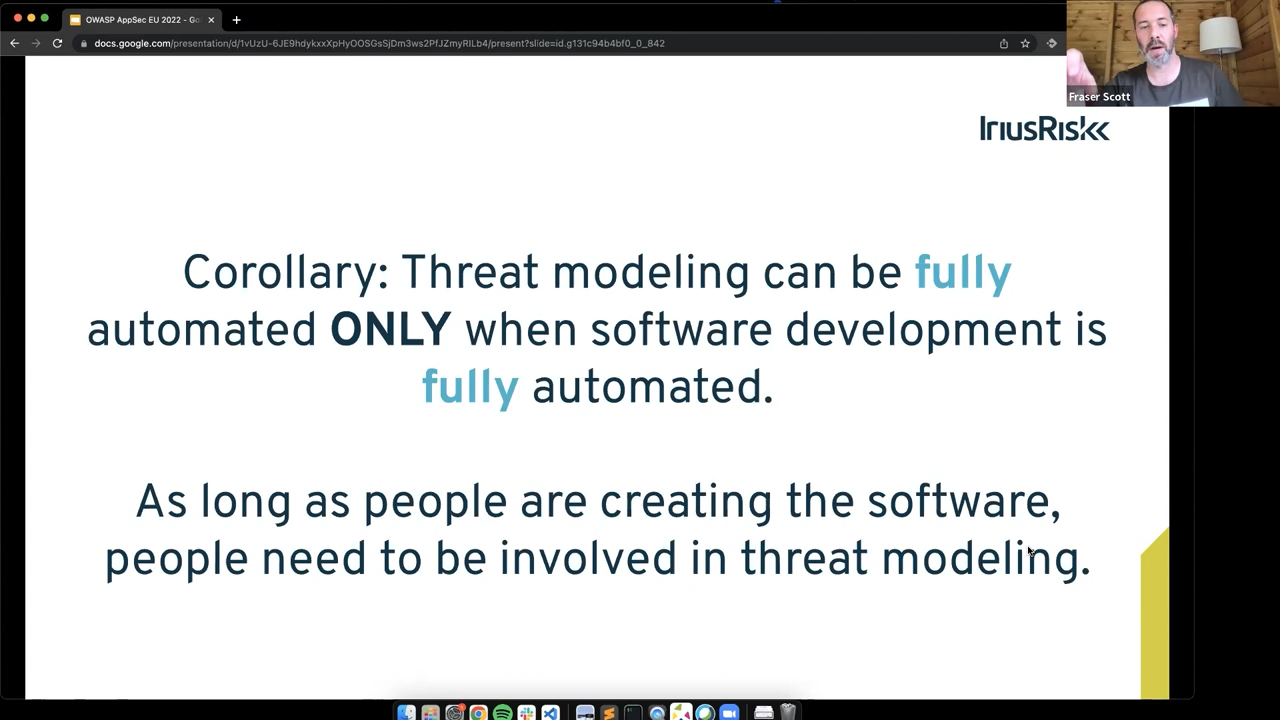 OWASP AppSec EU 2022 - Go
docs.google.com/presentation/d/1vUzU-6JE9hdykxxXpHyOOSGsSjDm3ws2PfJZmyRILb4/present?slide=id.g131c94b4bf0_0_842
Fraser Scott
IriusRisk
Corollary: Threat modeling can be fully
automated ONLY when software development is
fully automated.
As long as people are creating the software,
people need to be involved in threat modeling.